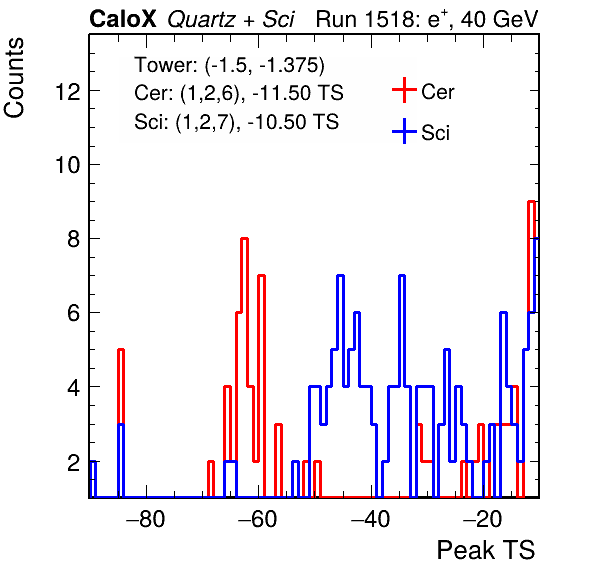 CaloX Quartz + Sci Run 1518: e+, 40 GeV
Counts
Tower: (-1.5, -1.375)
Cer: (1,2,6), -11.50 TS
Sci: (1,2,7), -10.50 TS
Cer
Sci
12
10
8
6
4
2
−80 −60 −40 −20
Peak TS